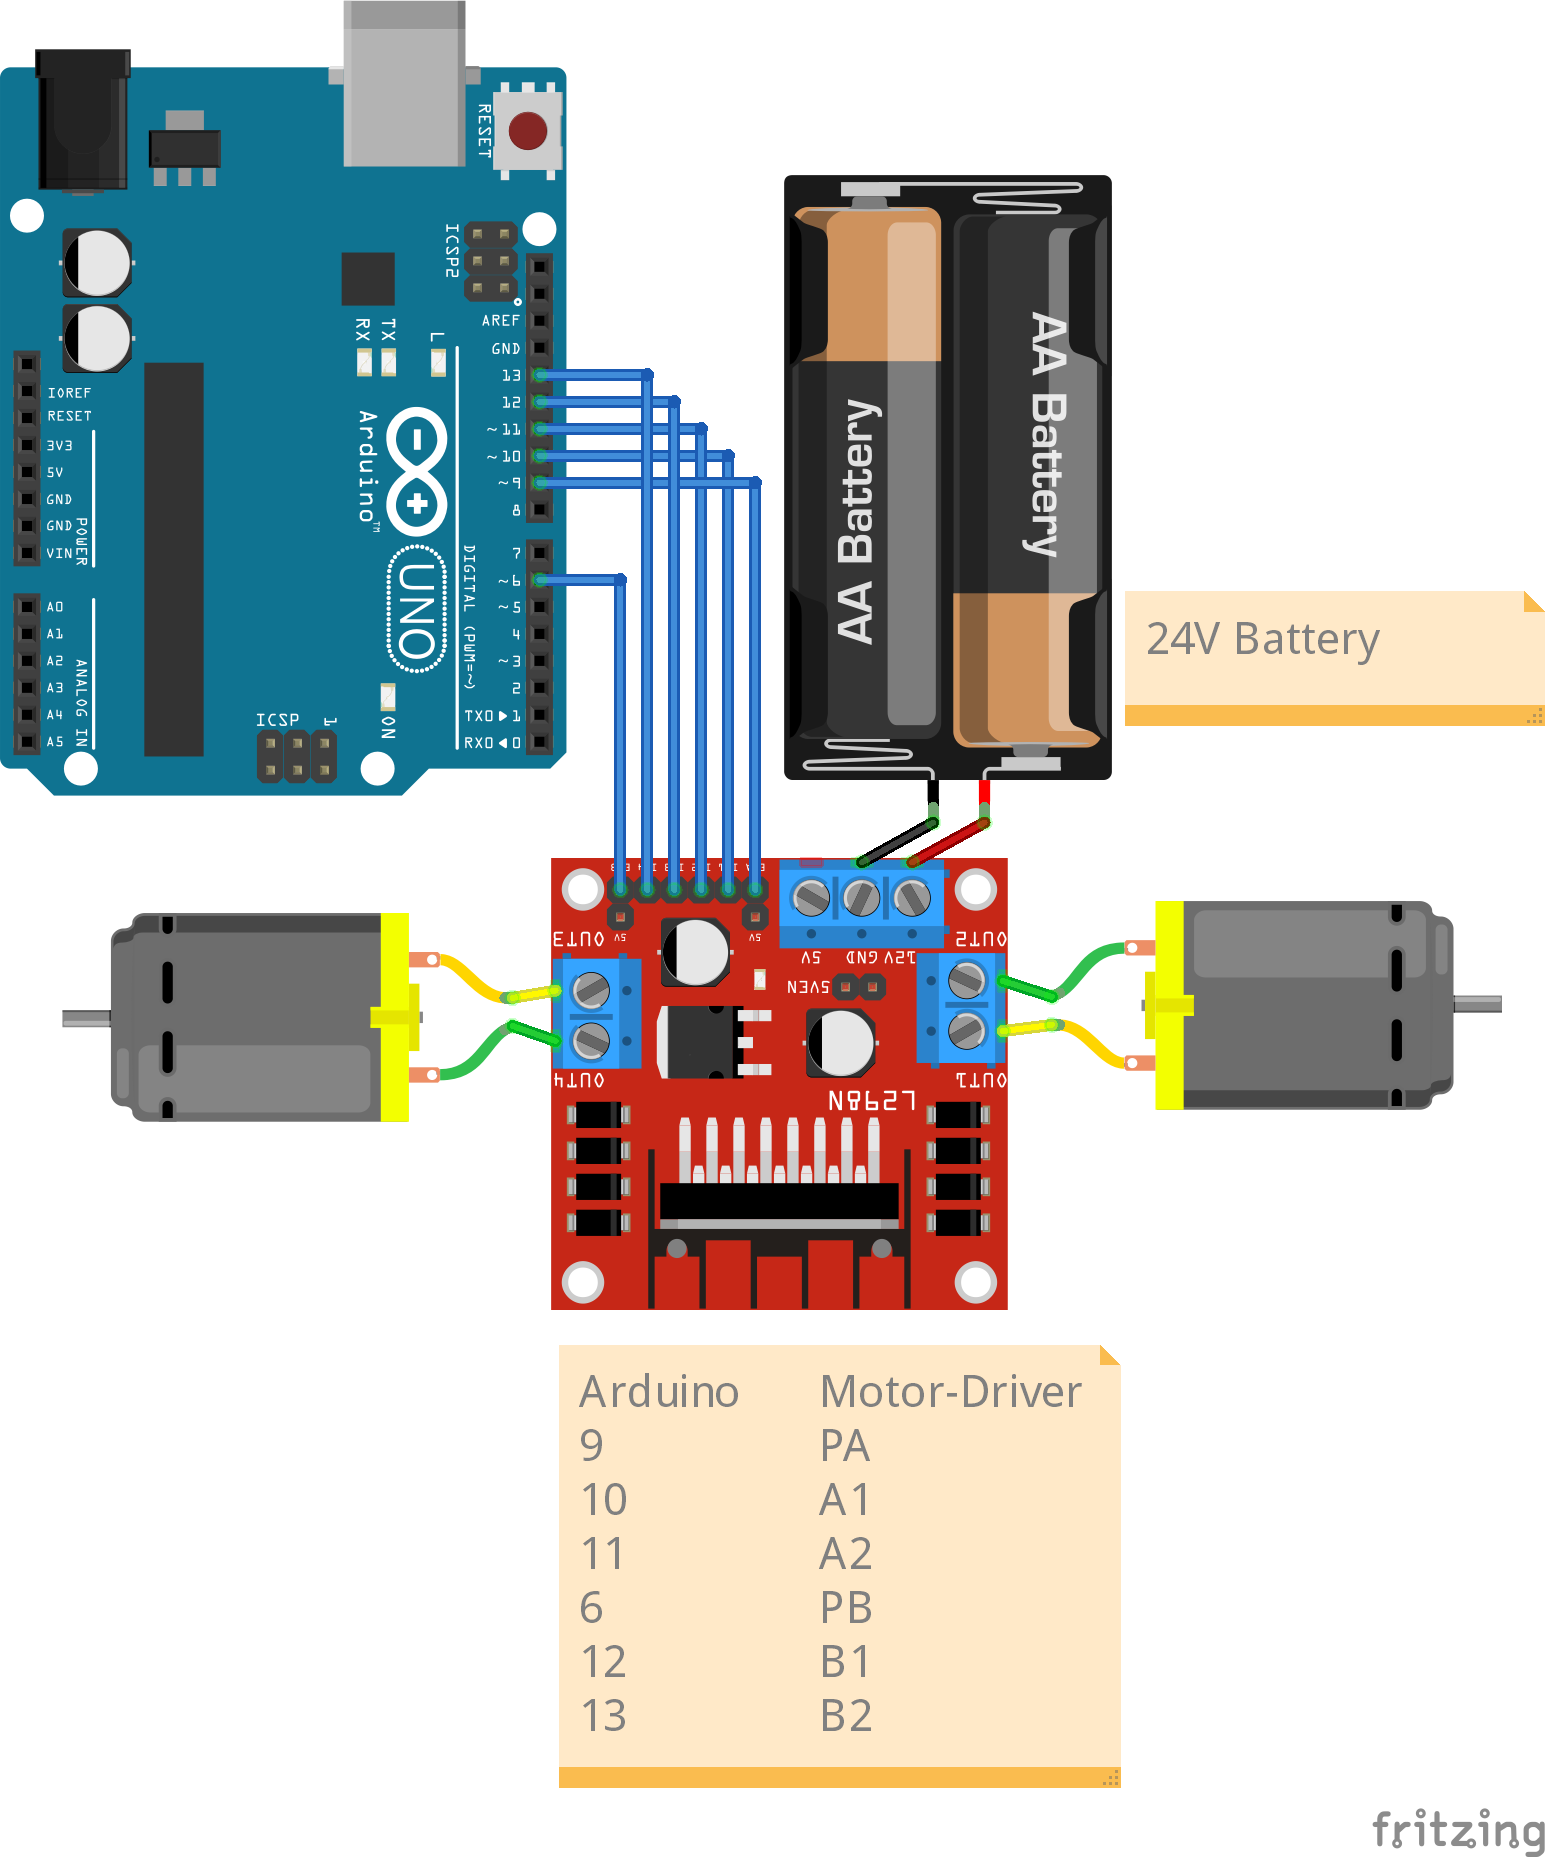 RESET
ICSP2
AREF
GND
13
12
~11
~10
~9
8
7
~6
~5
4
~3
2
TX0▶1
RX0◀0
RX
TX
L
IOREF
RESET
3V3
5V
GND
GND
VIN
POWER
A0
A1
A2
A3
A4
A5
ANALOG IN
Arduino™
UNO
DIGITAL (PWM=~)
ON
ICSP
1
AA Battery
AA Battery
24V Battery
5V
5V
5V
GND
12V
5VEN
OUT3
OUT4
OUT2
OUT1
L298N
Arduino Motor-Driver
9 PA
10 A1
11 A2
6 PB
12 B1
13 B2
fritzing